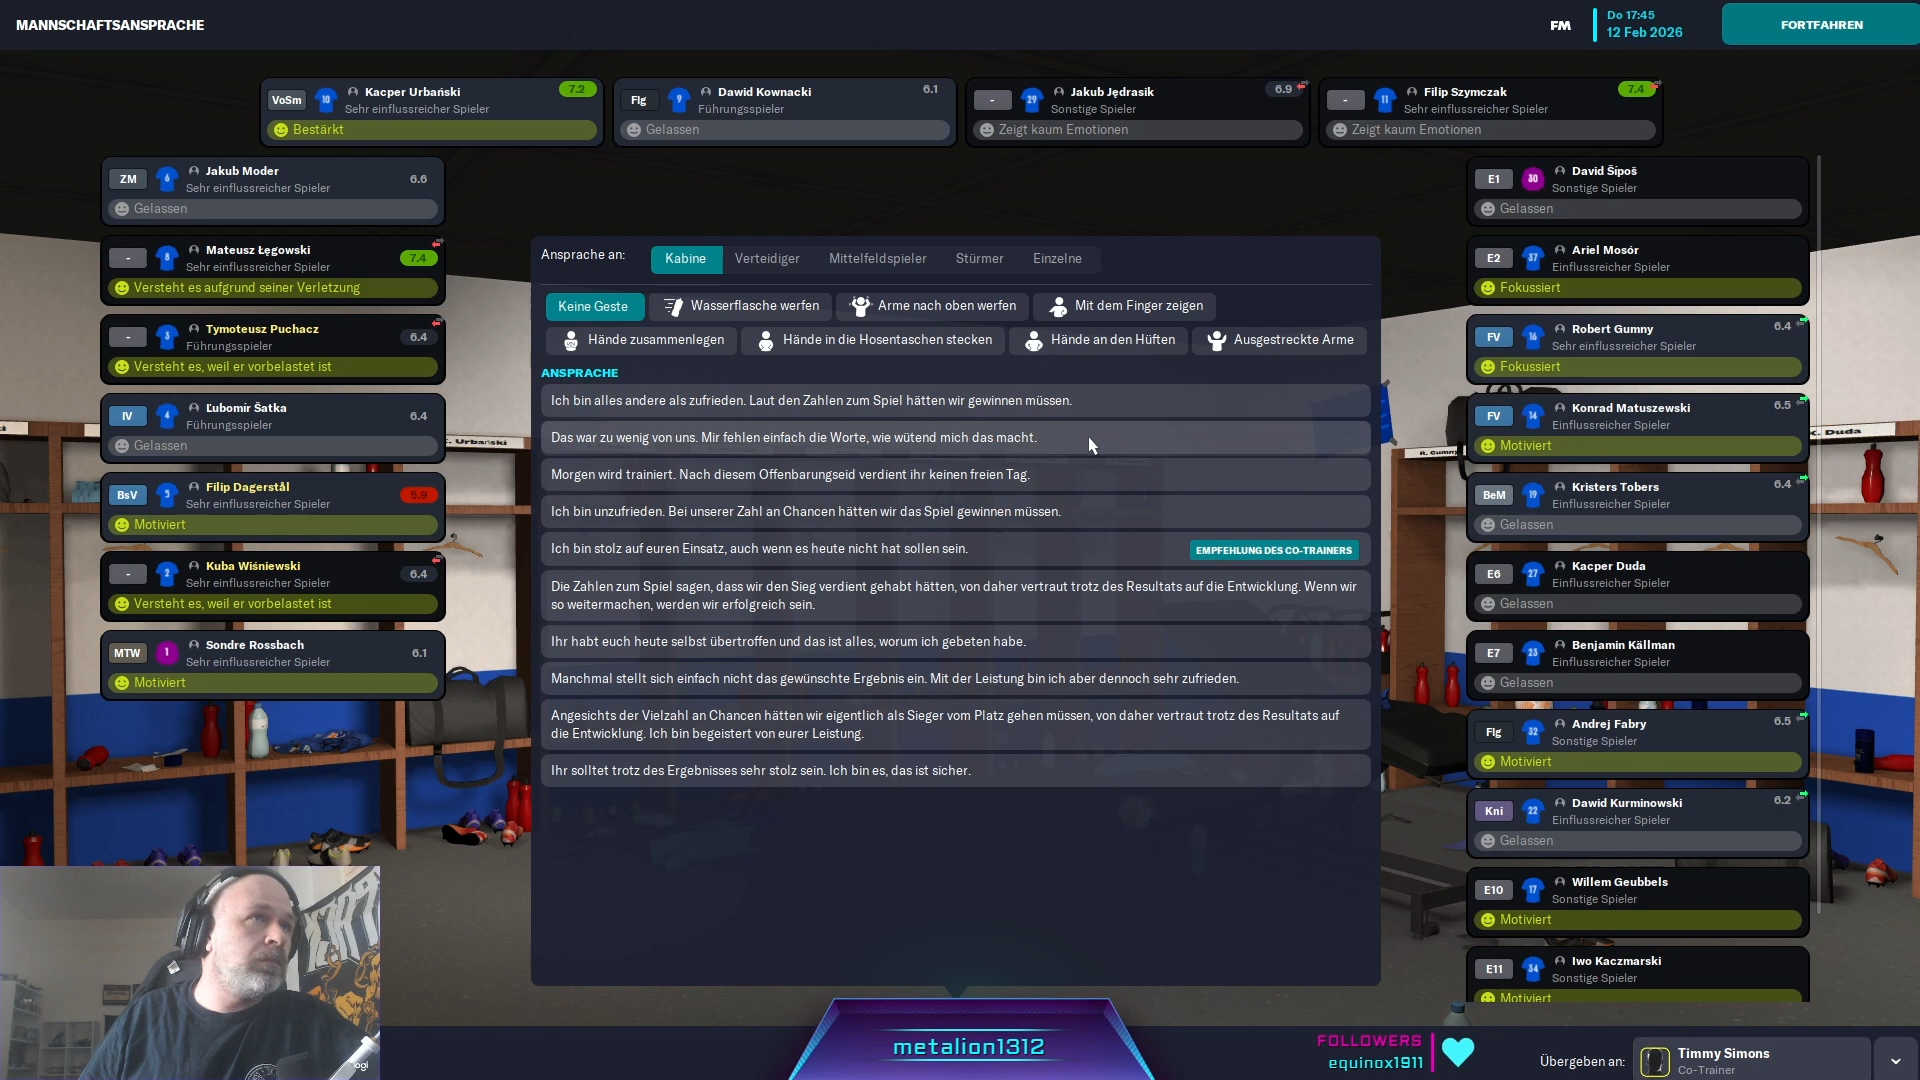 MANNSCHAFTSANSPRACHE
FM
Do 17:45
12 Feb 2026
FORTFAHREN
VoSm
10
Kacper Urbański
Sehr einflussreicher Spieler
7.2
Bestärkt
Flg
9
Dawid Kownacki
Führungsspieler
6.1
Gelassen
-
29
Jakub Jędrasik
Sonstige Spieler
6.9
Zeigt kaum Emotionen
-
11
Filip Szymczak
Sehr einflussreicher Spieler
7.4
Zeigt kaum Emotionen
ZM
6
Jakub Moder
Sehr einflussreicher Spieler
6.6
Gelassen
-
8
Mateusz Łęgowski
Sehr einflussreicher Spieler
7.4
Versteht es aufgrund seiner Verletzung
-
3
Tymoteusz Puchacz
Führungsspieler
6.4
Versteht es, weil er vorbelastet ist
IV
4
Ľubomír Šatka
Führungsspieler
6.4
Gelassen
BsV
5
Filip Dagerstål
Sehr einflussreicher Spieler
5.9
Motiviert
-
2
Kuba Wiśniewski
Sehr einflussreicher Spieler
6.4
Versteht es, weil er vorbelastet ist
MTW
1
Sondre Rossbach
Sehr einflussreicher Spieler
6.1
Motiviert
Ansprache an:
Kabine
Verteidiger
Mittelfeldspieler
Stürmer
Einzelne
Keine Geste
Wasserflasche werfen
Arme nach oben werfen
Mit dem Finger zeigen
Hände zusammenlegen
Hände in die Hosentaschen stecken
Hände an den Hüften
Ausgestreckte Arme
ANSPRACHE
Ich bin alles andere als zufrieden. Laut den Zahlen zum Spiel hätten wir gewinnen müssen.
Das war zu wenig von uns. Mir fehlen einfach die Worte, wie wütend mich das macht.
Morgen wird trainiert. Nach diesem Offenbarungseid verdient ihr keinen freien Tag.
Ich bin unzufrieden. Bei unserer Zahl an Chancen hätten wir das Spiel gewinnen müssen.
Ich bin stolz auf euren Einsatz, auch wenn es heute nicht hat sollen sein.
EMPFEHLUNG DES CO-TRAINERS
Die Zahlen zum Spiel sagen, dass wir den Sieg verdient gehabt hätten, von daher vertraut trotz des Resultats auf die Entwicklung. Wenn wir
so weitermachen, werden wir erfolgreich sein.
Ihr habt euch heute selbst übertroffen und das ist alles, worum ich gebeten habe.
Manchmal stellt sich einfach nicht das gewünschte Ergebnis ein. Mit der Leistung bin ich aber dennoch sehr zufrieden.
Angesichts der Vielzahl an Chancen hätten wir eigentlich als Sieger vom Platz gehen müssen, von daher vertraut trotz des Resultats auf
die Entwicklung. Ich bin begeistert von eurer Leistung.
Ihr solltet trotz des Ergebnisses sehr stolz sein. Ich bin es, das ist sicher.
E1
30
David Šípoš
Sonstige Spieler
Gelassen
E2
37
Ariel Mosór
Einflussreicher Spieler
Fokussiert
FV
16
Robert Gumny
Sehr einflussreicher Spieler
6.4
Fokussiert
FV
14
Konrad Matuszewski
Einflussreicher Spieler
6.5
Motiviert
BeM
19
Kristers Tobers
Einflussreicher Spieler
6.4
Gelassen
E6
27
Kacper Duda
Einflussreicher Spieler
Gelassen
E7
23
Benjamin Källman
Einflussreicher Spieler
Gelassen
Flg
32
Andrej Fabry
Sonstige Spieler
6.5
Motiviert
Kni
22
Dawid Kurminowski
Einflussreicher Spieler
6.2
Gelassen
E10
17
Willem Geubbels
Sonstige Spieler
Motiviert
E11
34
Iwo Kaczmarski
Sonstige Spieler
Motiviert
. Urbański
R. Gumny
K. Duda
metalion1312
FOLLOWERS
equinox1911
Übergeben an:
Timmy Simons
Co-Trainer